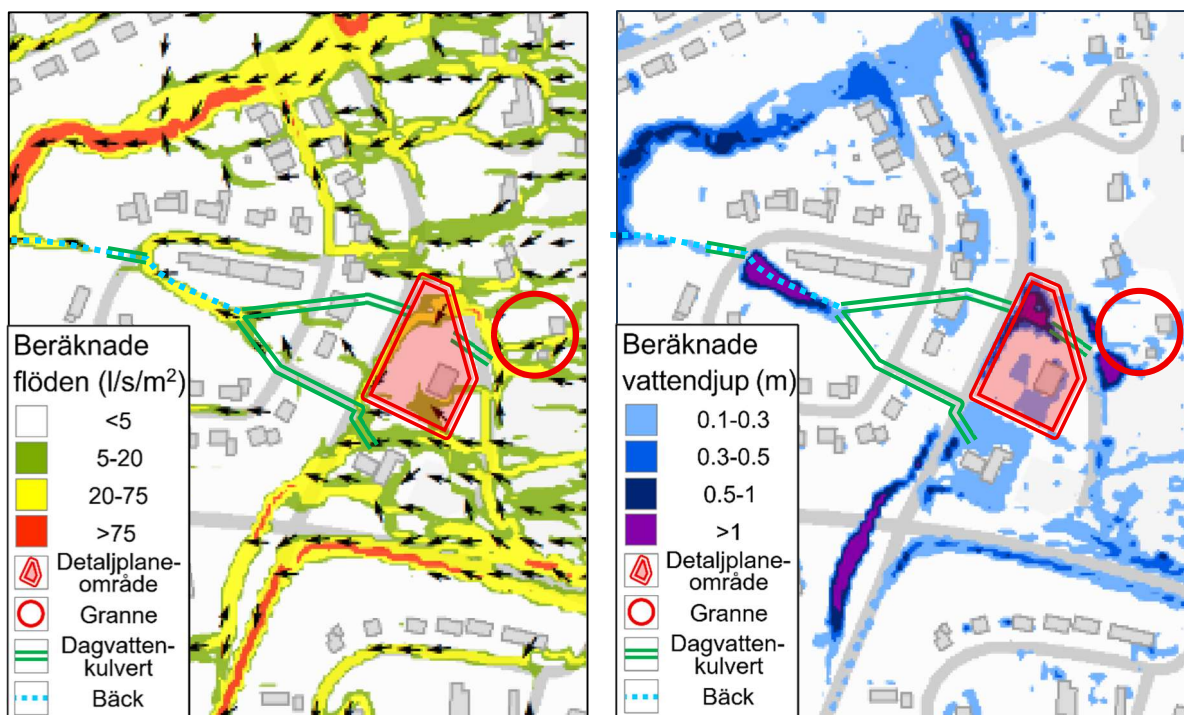 Beräknade
flöden (l/s/m²)
<5
5-20
20-75
>75
Detaljplane-
område
Granne
Dagvatten-
kulvert
Bäck
Beräknade
vattendjup (m)
0.1-0.3
0.3-0.5
0.5-1
>1
Detaljplane-
område
Granne
Dagvatten-
kulvert
Bäck